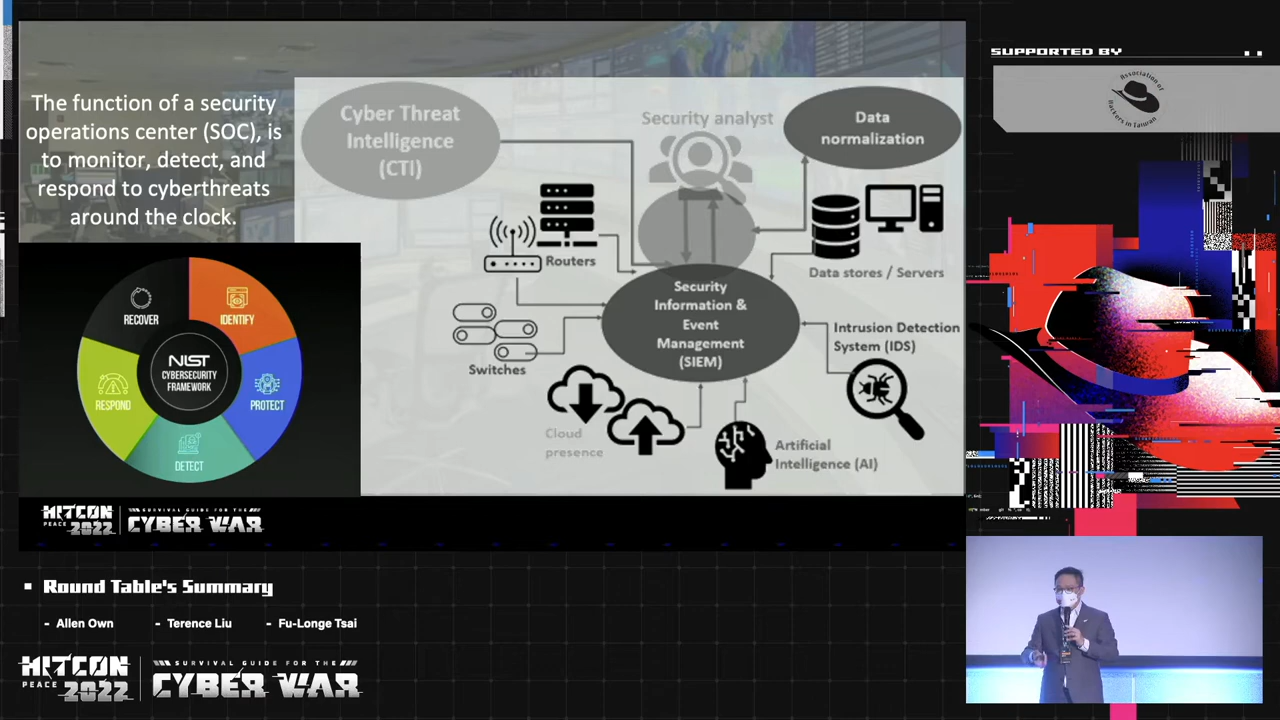 SUPPORTED BY
Association of
Hackers in Taiwan
The function of a security
operations center (SOC), is
to monitor, detect, and
respond to cyberthreats
around the clock.
Cyber Threat
Intelligence
(CTI)
Security analyst
Data
normalization
Routers
Data stores / Servers
Security
Information &
Event
Management
(SIEM)
Switches
Intrusion Detection
System (IDS)
Cloud
presence
Artificial
Intelligence (AI)
RECOVER
IDENTIFY
NIST
CYBERSECURITY
FRAMEWORK
RESPOND
PROTECT
DETECT
HITCON
PEACE 2022
SURVIVAL GUIDE FOR THE
CYBER WAR
Round Table's Summary
- Allen Own
- Terence Liu
- Fu-Longe Tsai
HITCON
PEACE 2022
SURVIVAL GUIDE FOR THE
CYBER WAR